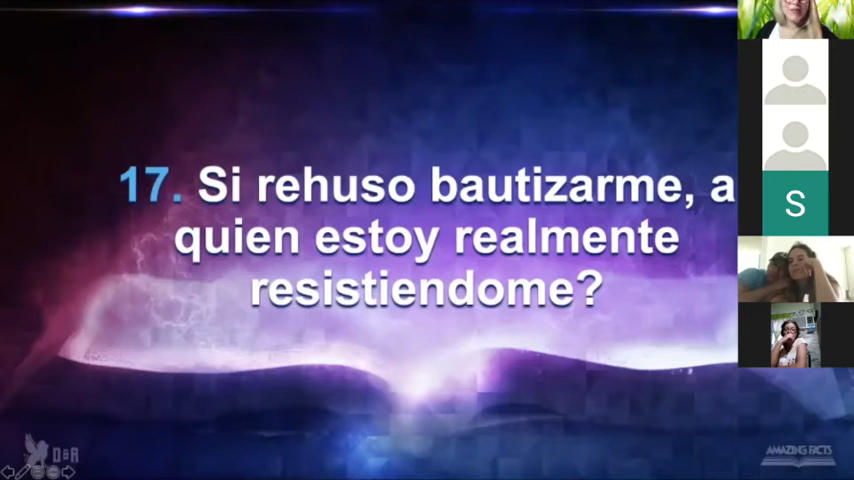 17. Si rehuso bautizarme, a
quien estoy realmente
resistiendome?
S
D&R
AMAZING FACTS